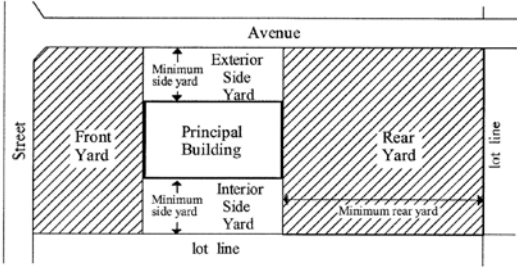 Avenue
Minimum
side yard
Exterior
Side
Yard
Street
Front
Yard
Principal
Building
Rear
Yard
lot line
Minimum
side yard
Interior
Side
Yard
Minimum rear yard
lot line